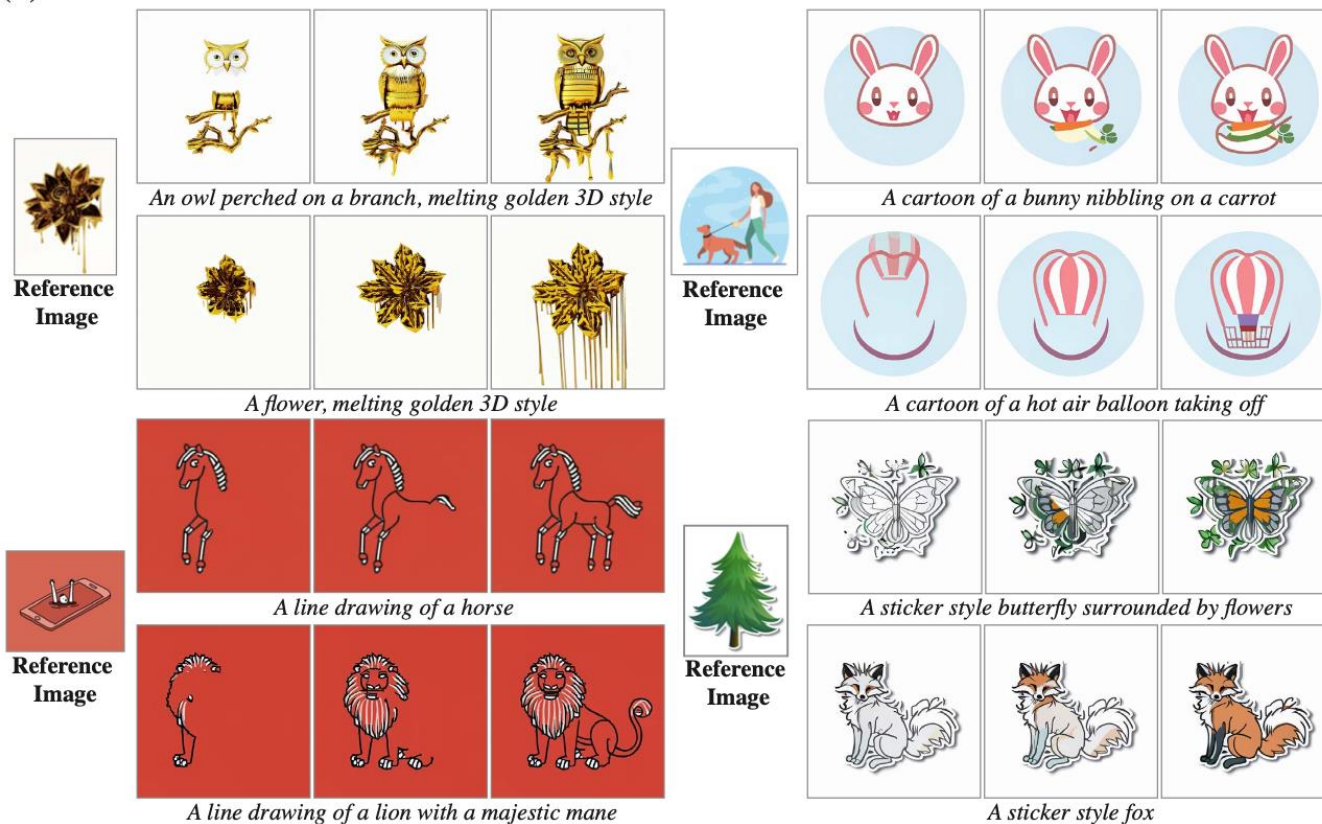 An owl perched on a branch, melting golden 3D style
A cartoon of a bunny nibbling on a carrot
Reference
Image
Reference
Image
A flower, melting golden 3D style
A cartoon of a hot air balloon taking off
A line drawing of a horse
A sticker style butterfly surrounded by flowers
Reference
Image
Reference
Image
A line drawing of a lion with a majestic mane
A sticker style fox